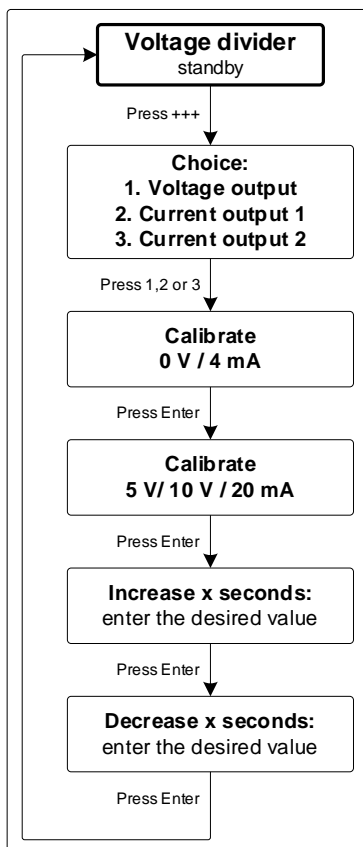 Voltage divider
standby
Press +++
Choice:
1. Voltage output
2. Current output 1
3. Current output 2
Press 1,2 or 3
Calibrate
0 V / 4 mA
Press Enter
Calibrate
5 V/ 10 V / 20 mA
Press Enter
Increase x seconds:
enter the desired value
Press Enter
Decrease x seconds:
enter the desired value
Press Enter